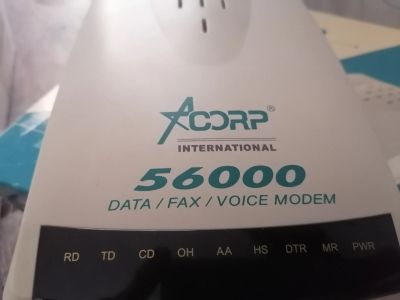 ACORP®
INTERNATIONAL
56000
DATA / FAX / VOICE MODEM
RD TD CD OH AA HS DTR MR PWR